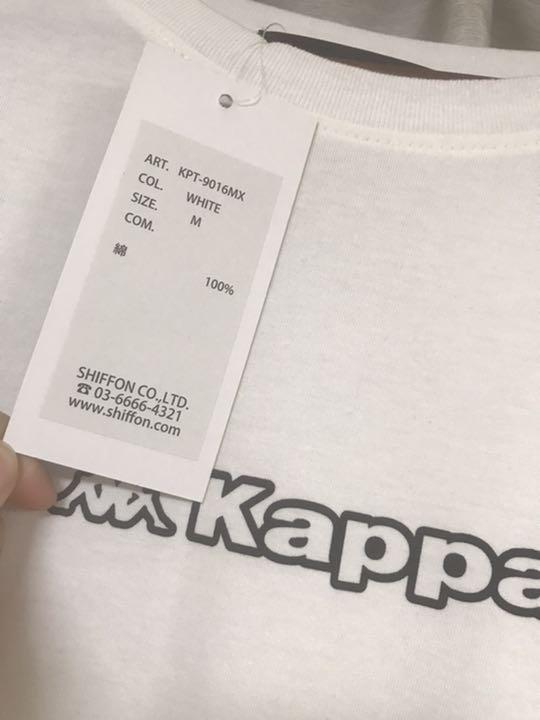 ART. KPT-9016MX
COL. WHITE
SIZE. M
COM.
綿 100%
SHIFFON CO.,LTD.
☎03-6666-4321
www.shiffon.com
Kappa